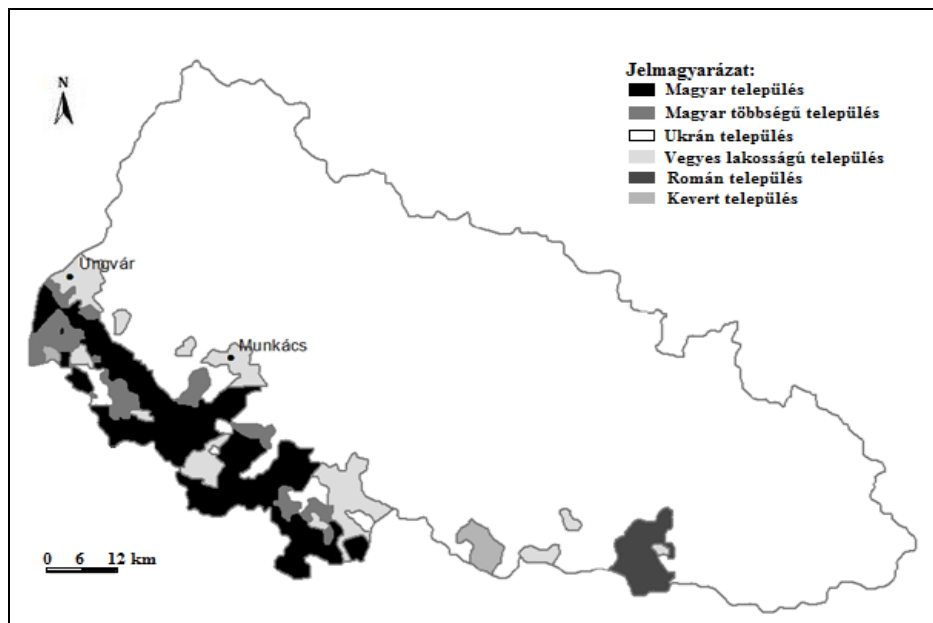 N
Jelmagyarázat:
Magyar település
Magyar többségű település
Ukrán település
Vegyes lakosságú település
Román település
Kevert település
Ungvár
Munkács
0 6 12 km